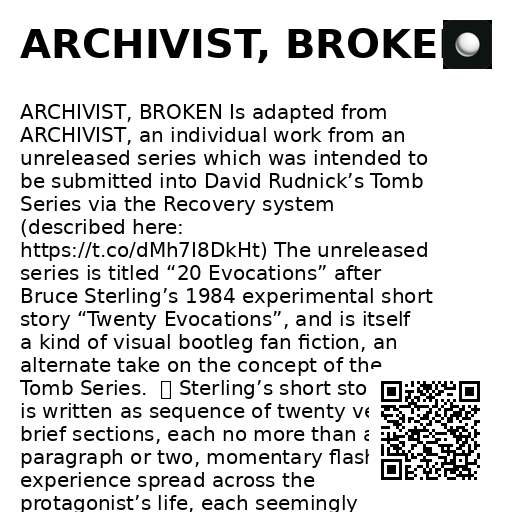 ARCHIVIST, BROKEN
ARCHIVIST, BROKEN Is adapted from
ARCHIVIST, an individual work from an
unreleased series which was intended to
be submitted into David Rudnick’s Tomb
Series via the Recovery system
(described here:
https://t.co/dMh7I8DkHt) The unreleased
series is titled “20 Evocations” after
Bruce Sterling’s 1984 experimental short
story “Twenty Evocations”, and is itself
a kind of visual bootleg fan fiction, an
alternate take on the concept of the
Tomb Series. Sterling’s short
is written as sequence of twenty
brief sections, each no more than a
paragraph or two, momentary
experience spread across the
protagonist’s life, each seemingly